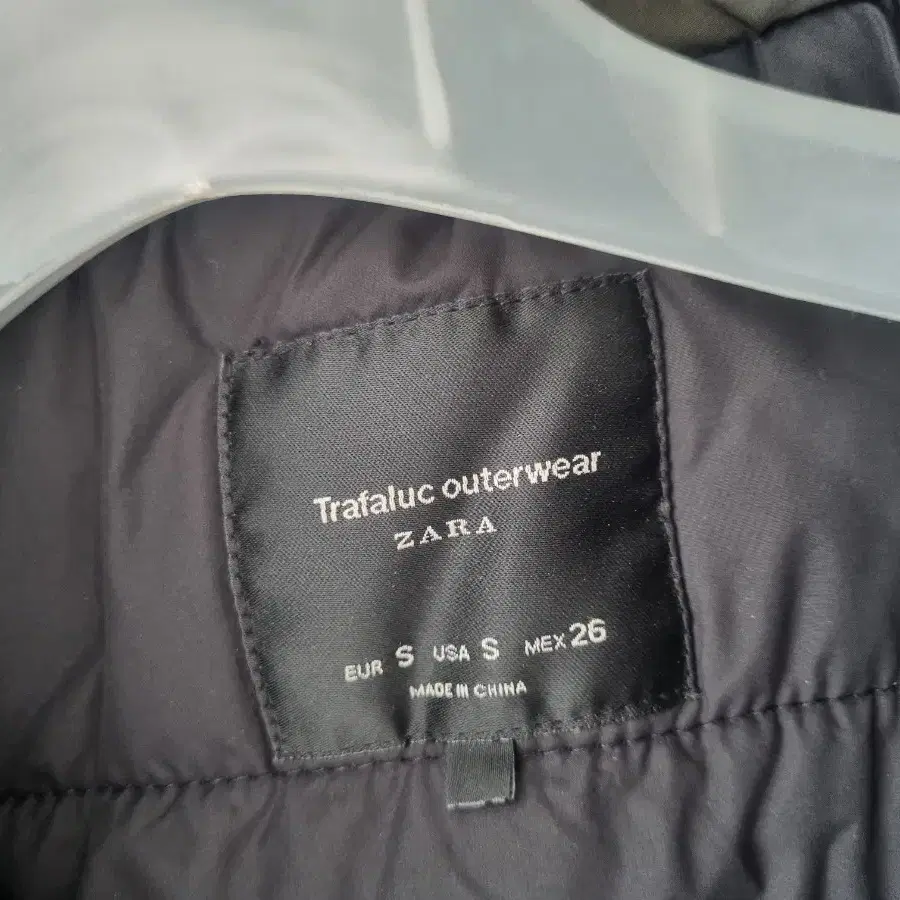 Trafaluc outerwear
ZARA
EUR S USA S MEX 26
MADE IN CHINA